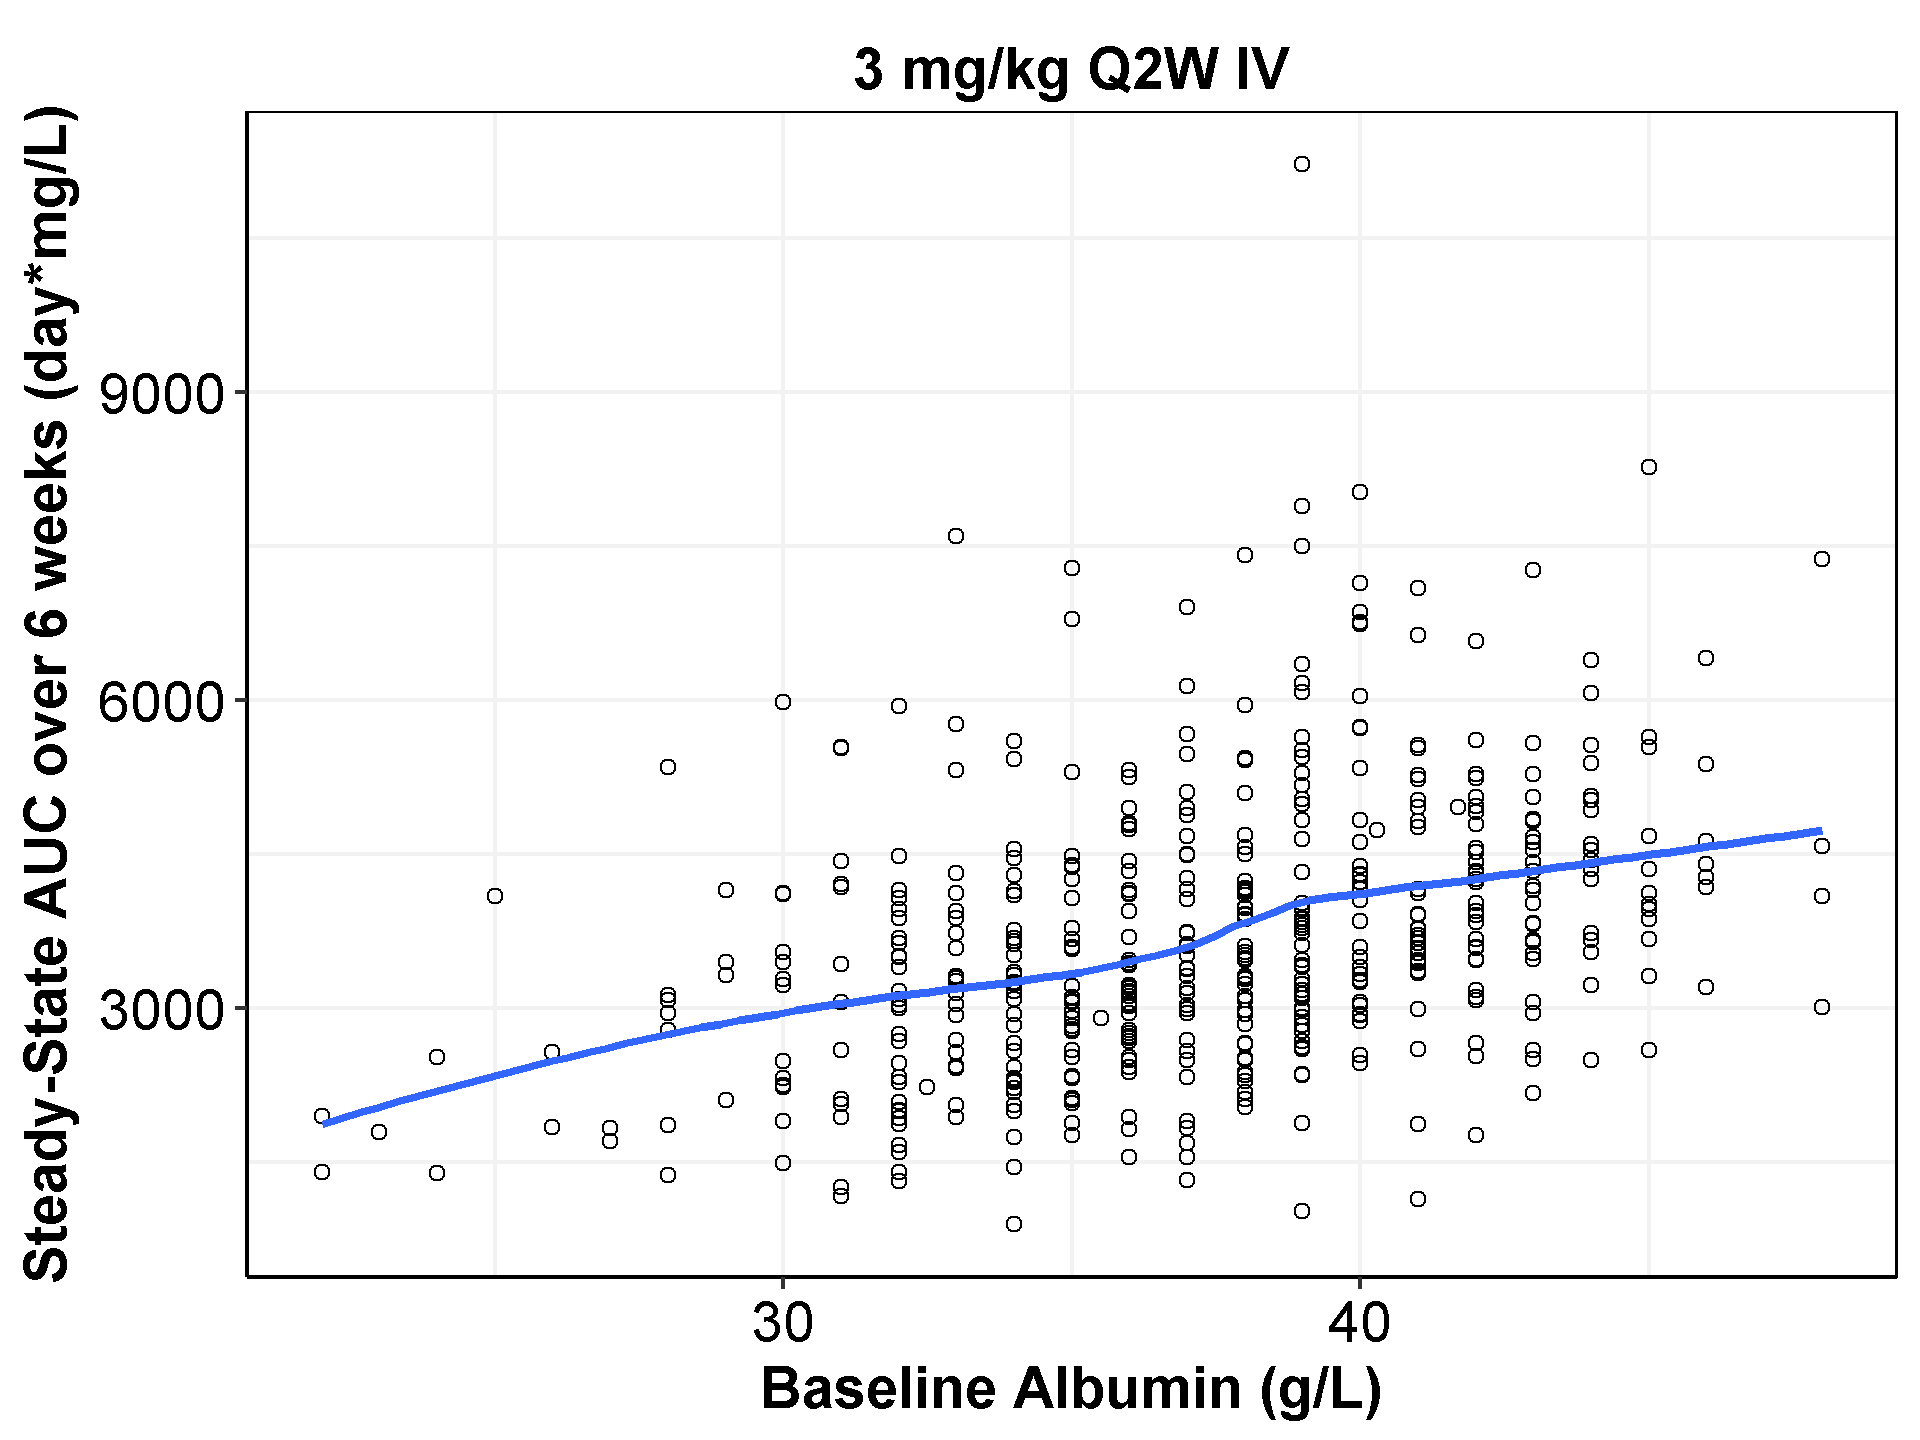 3 mg/kg Q2W IV
Steady-State AUC over 6 weeks (day*mg/L)
9000
6000
3000
30
40
Baseline Albumin (g/L)